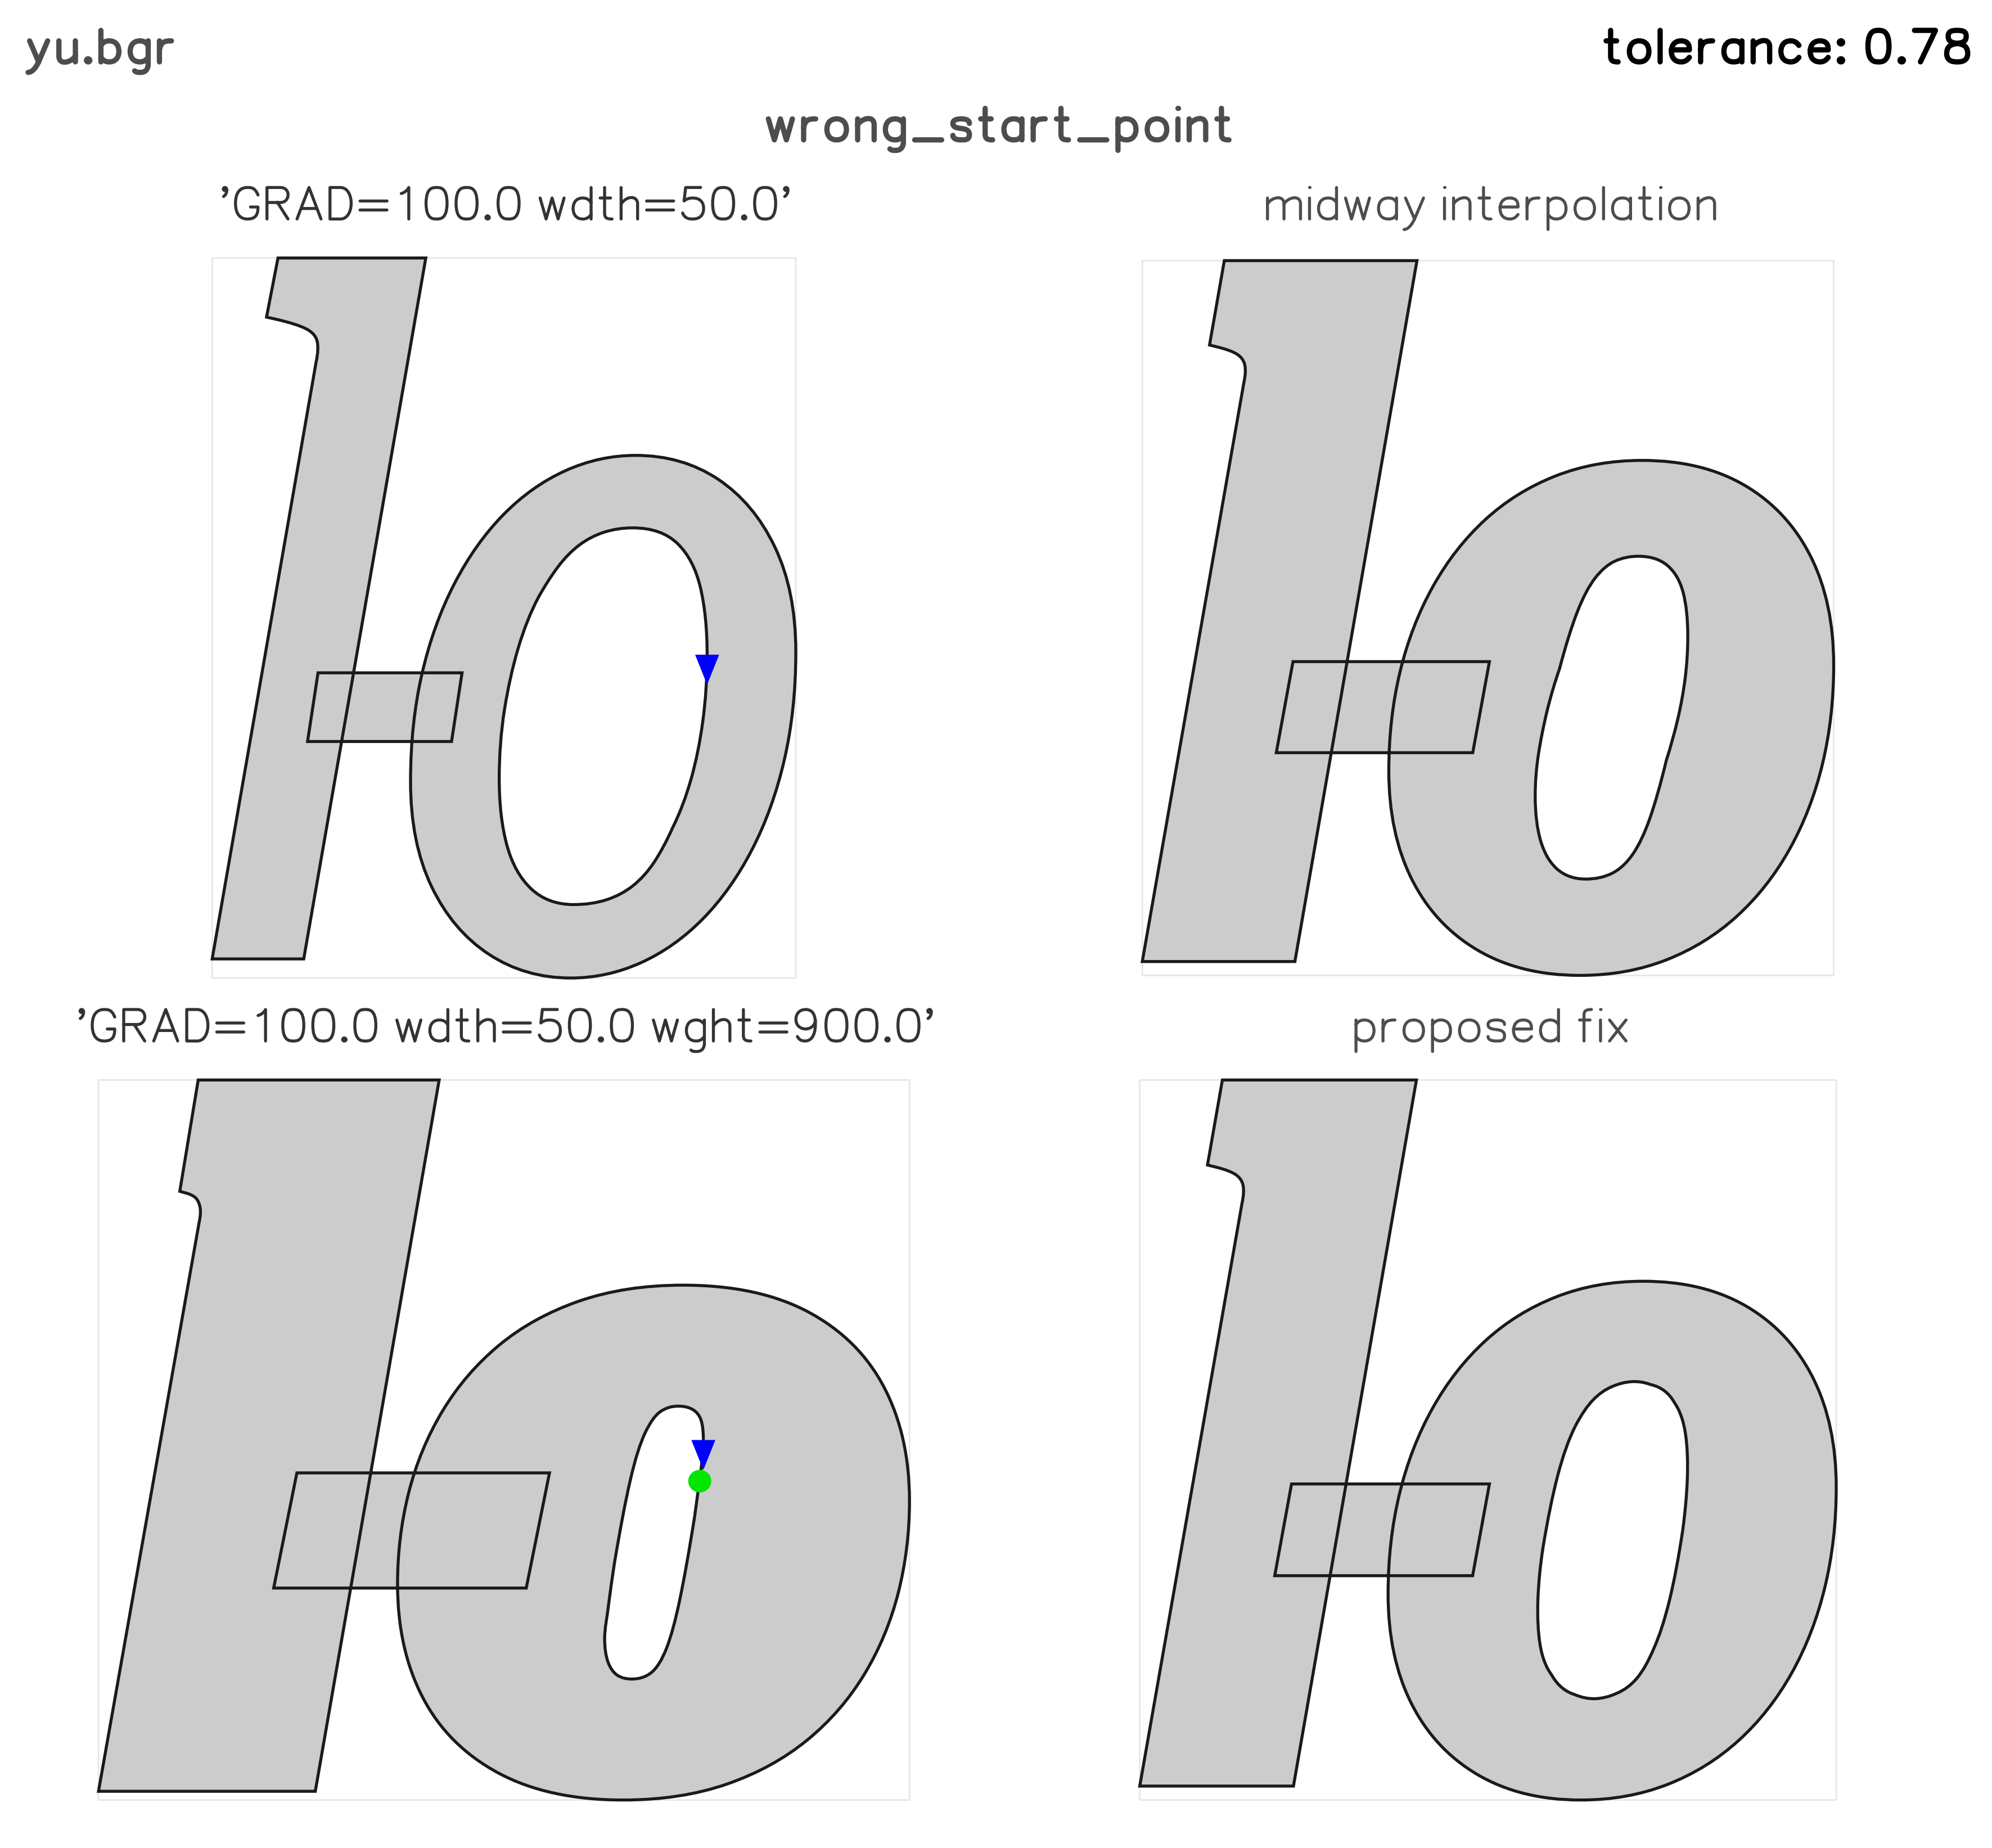 yu.bgr
tolerance: 0.78
wrong_start_point
'GRAD=100.0 wdth=50.0'
midway interpolation
'GRAD=100.0 wdth=50.0 wght=900.0'
proposed fix